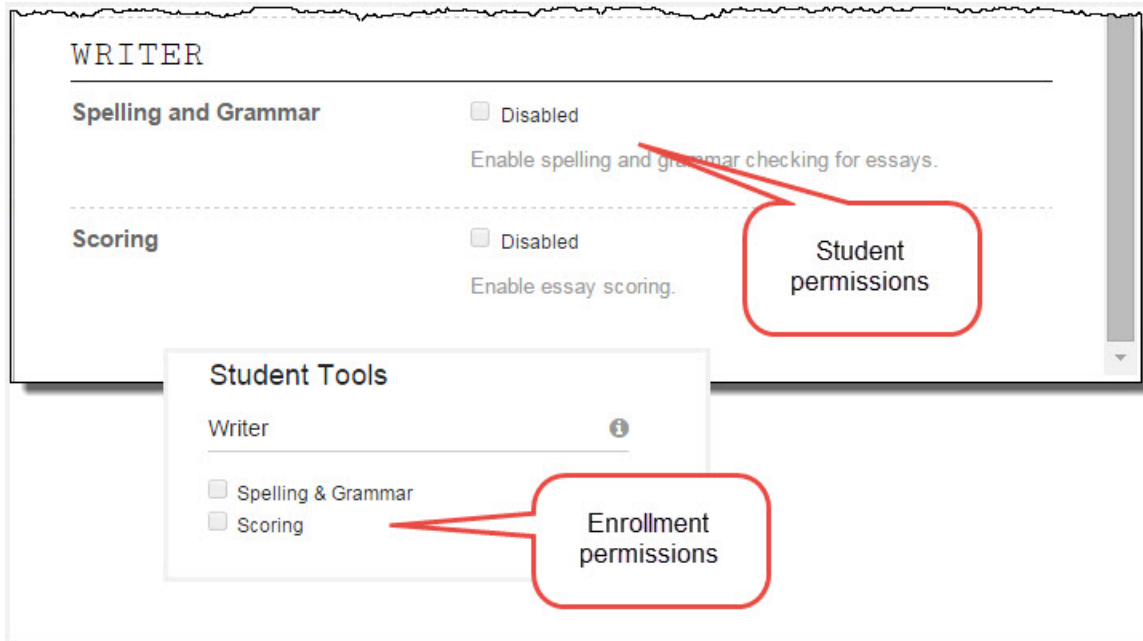 WRITER
Spelling and Grammar
Disabled
Enable spelling and grammar checking for essays.
Scoring
Disabled
Enable essay scoring.
Student
permissions
Student Tools
Writer
Spelling & Grammar
Scoring
Enrollment
permissions